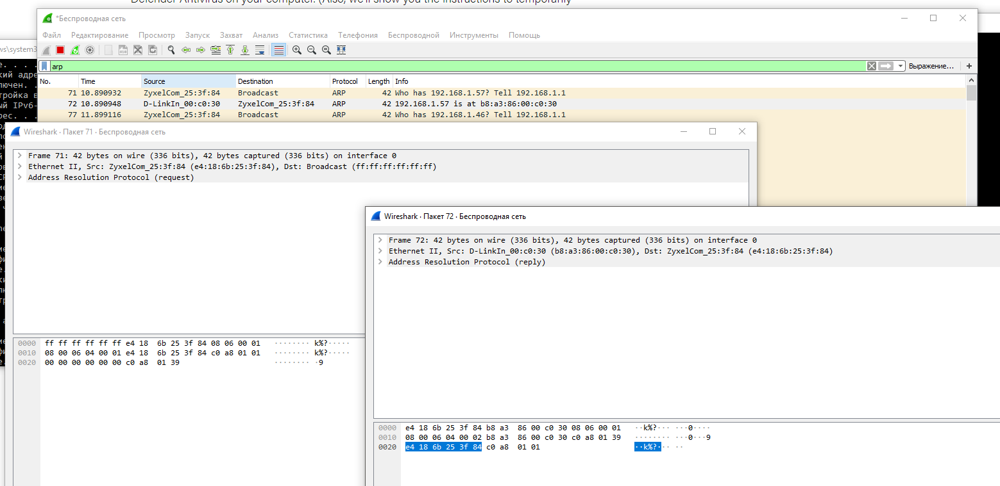 Defender Antivirus on your computer. (Also, we'll show you the instructions to temporarily
*Беспроводная сеть
Файл Редактирование Просмотр Запуск Захват Анализ Статистика Телефония Беспроводной Инструменты Помощь
arp
Выражение… +
No. Time Source Destination Protocol Length Info
71 10.890932 ZyxelCom_25:3f:84 Broadcast ARP 42 Who has 192.168.1.57? Tell 192.168.1.1
72 10.890948 D-LinkIn_00:c0:30 ZyxelCom_25:3f:84 ARP 42 192.168.1.57 is at b8:a3:86:00:c0:30
77 11.899116 ZyxelCom_25:3f:84 Broadcast ARP 42 Who has 192.168.1.46? Tell 192.168.1.1
Wireshark · Пакет 71 · Беспроводная сеть
Frame 71: 42 bytes on wire (336 bits), 42 bytes captured (336 bits) on interface 0
Ethernet II, Src: ZyxelCom_25:3f:84 (e4:18:6b:25:3f:84), Dst: Broadcast (ff:ff:ff:ff:ff:ff)
Address Resolution Protocol (request)
0000 ff ff ff ff ff ff e4 18 6b 25 3f 84 08 06 00 01 ········ k%?·····
0010 08 00 06 04 00 01 e4 18 6b 25 3f 84 c0 a8 01 01 ········ k%?·····
0020 00 00 00 00 00 00 c0 a8 01 39 ········ ·9
Wireshark · Пакет 72 · Беспроводная сеть
Frame 72: 42 bytes on wire (336 bits), 42 bytes captured (336 bits) on interface 0
Ethernet II, Src: D-LinkIn_00:c0:30 (b8:a3:86:00:c0:30), Dst: ZyxelCom_25:3f:84 (e4:18:6b:25:3f:84)
Address Resolution Protocol (reply)
0000 e4 18 6b 25 3f 84 b8 a3 86 00 c0 30 08 06 00 01 ··k%?··· ···0····
0010 08 00 06 04 00 02 b8 a3 86 00 c0 30 c0 a8 01 39 ········ ···0···9
0020 e4 18 6b 25 3f 84 c0 a8 01 01 ··k%?··· ··